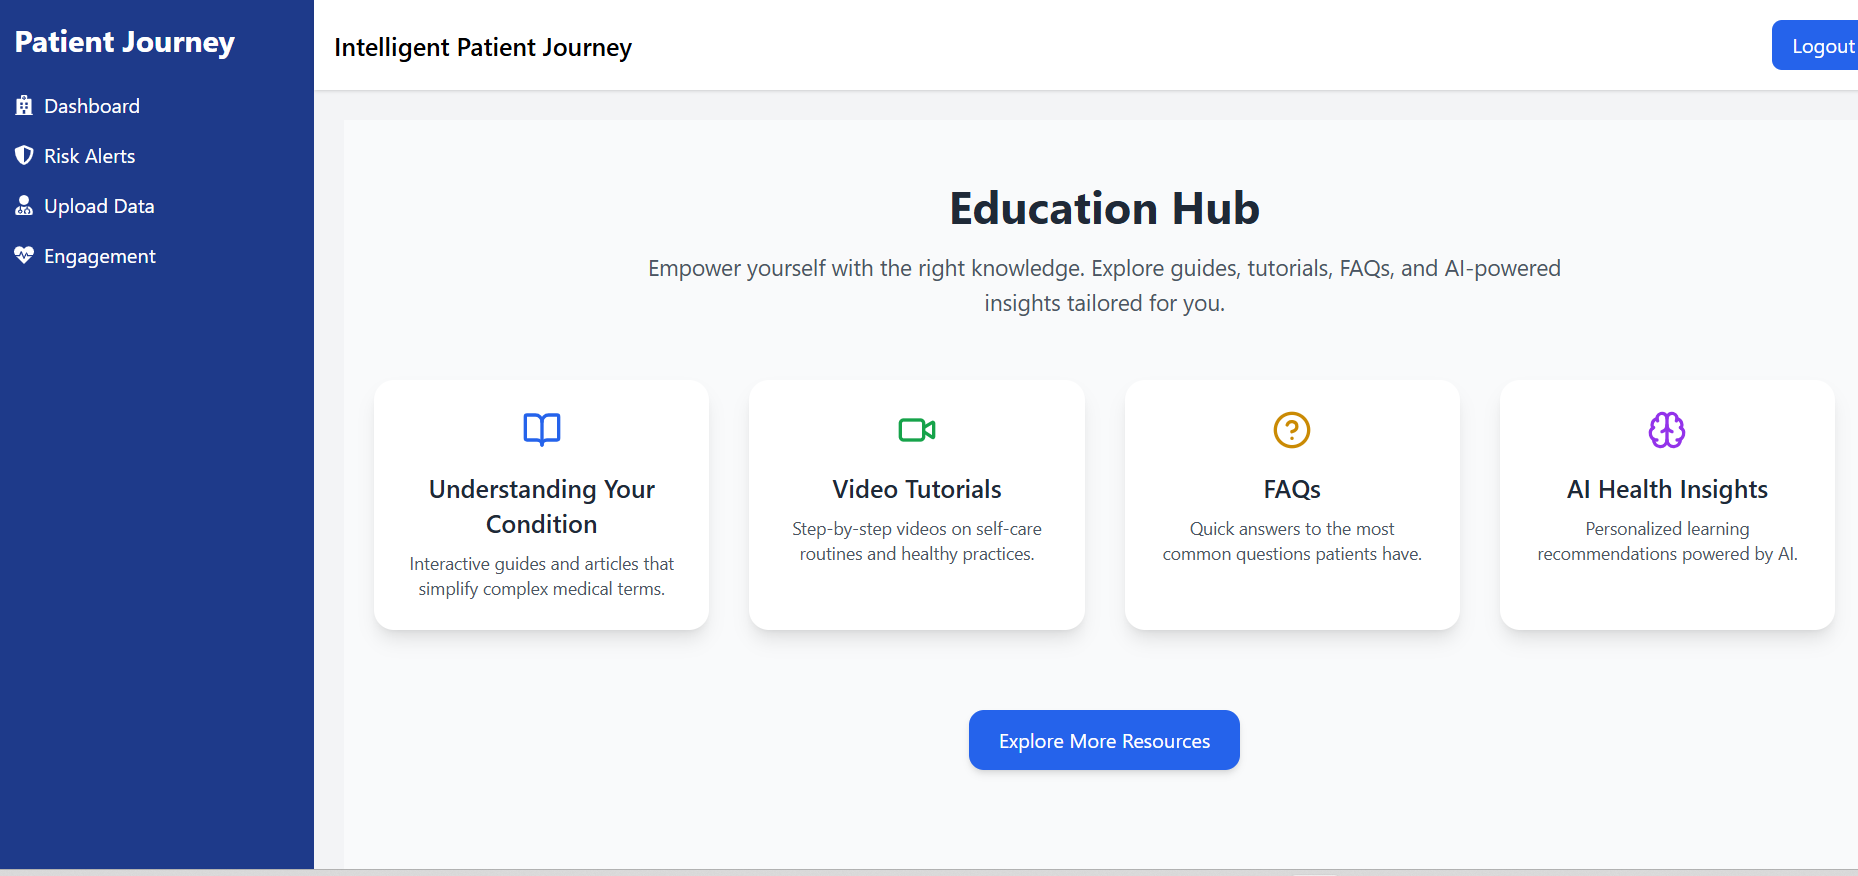 Patient Journey
Dashboard
Risk Alerts
Upload Data
Engagement
Intelligent Patient Journey
Logout
Education Hub
Empower yourself with the right knowledge. Explore guides, tutorials, FAQs, and AI-powered
insights tailored for you.
Understanding Your
Condition
Interactive guides and articles that
simplify complex medical terms.
Video Tutorials
Step-by-step videos on self-care
routines and healthy practices.
FAQs
Quick answers to the most
common questions patients have.
AI Health Insights
Personalized learning
recommendations powered by AI.
Explore More Resources